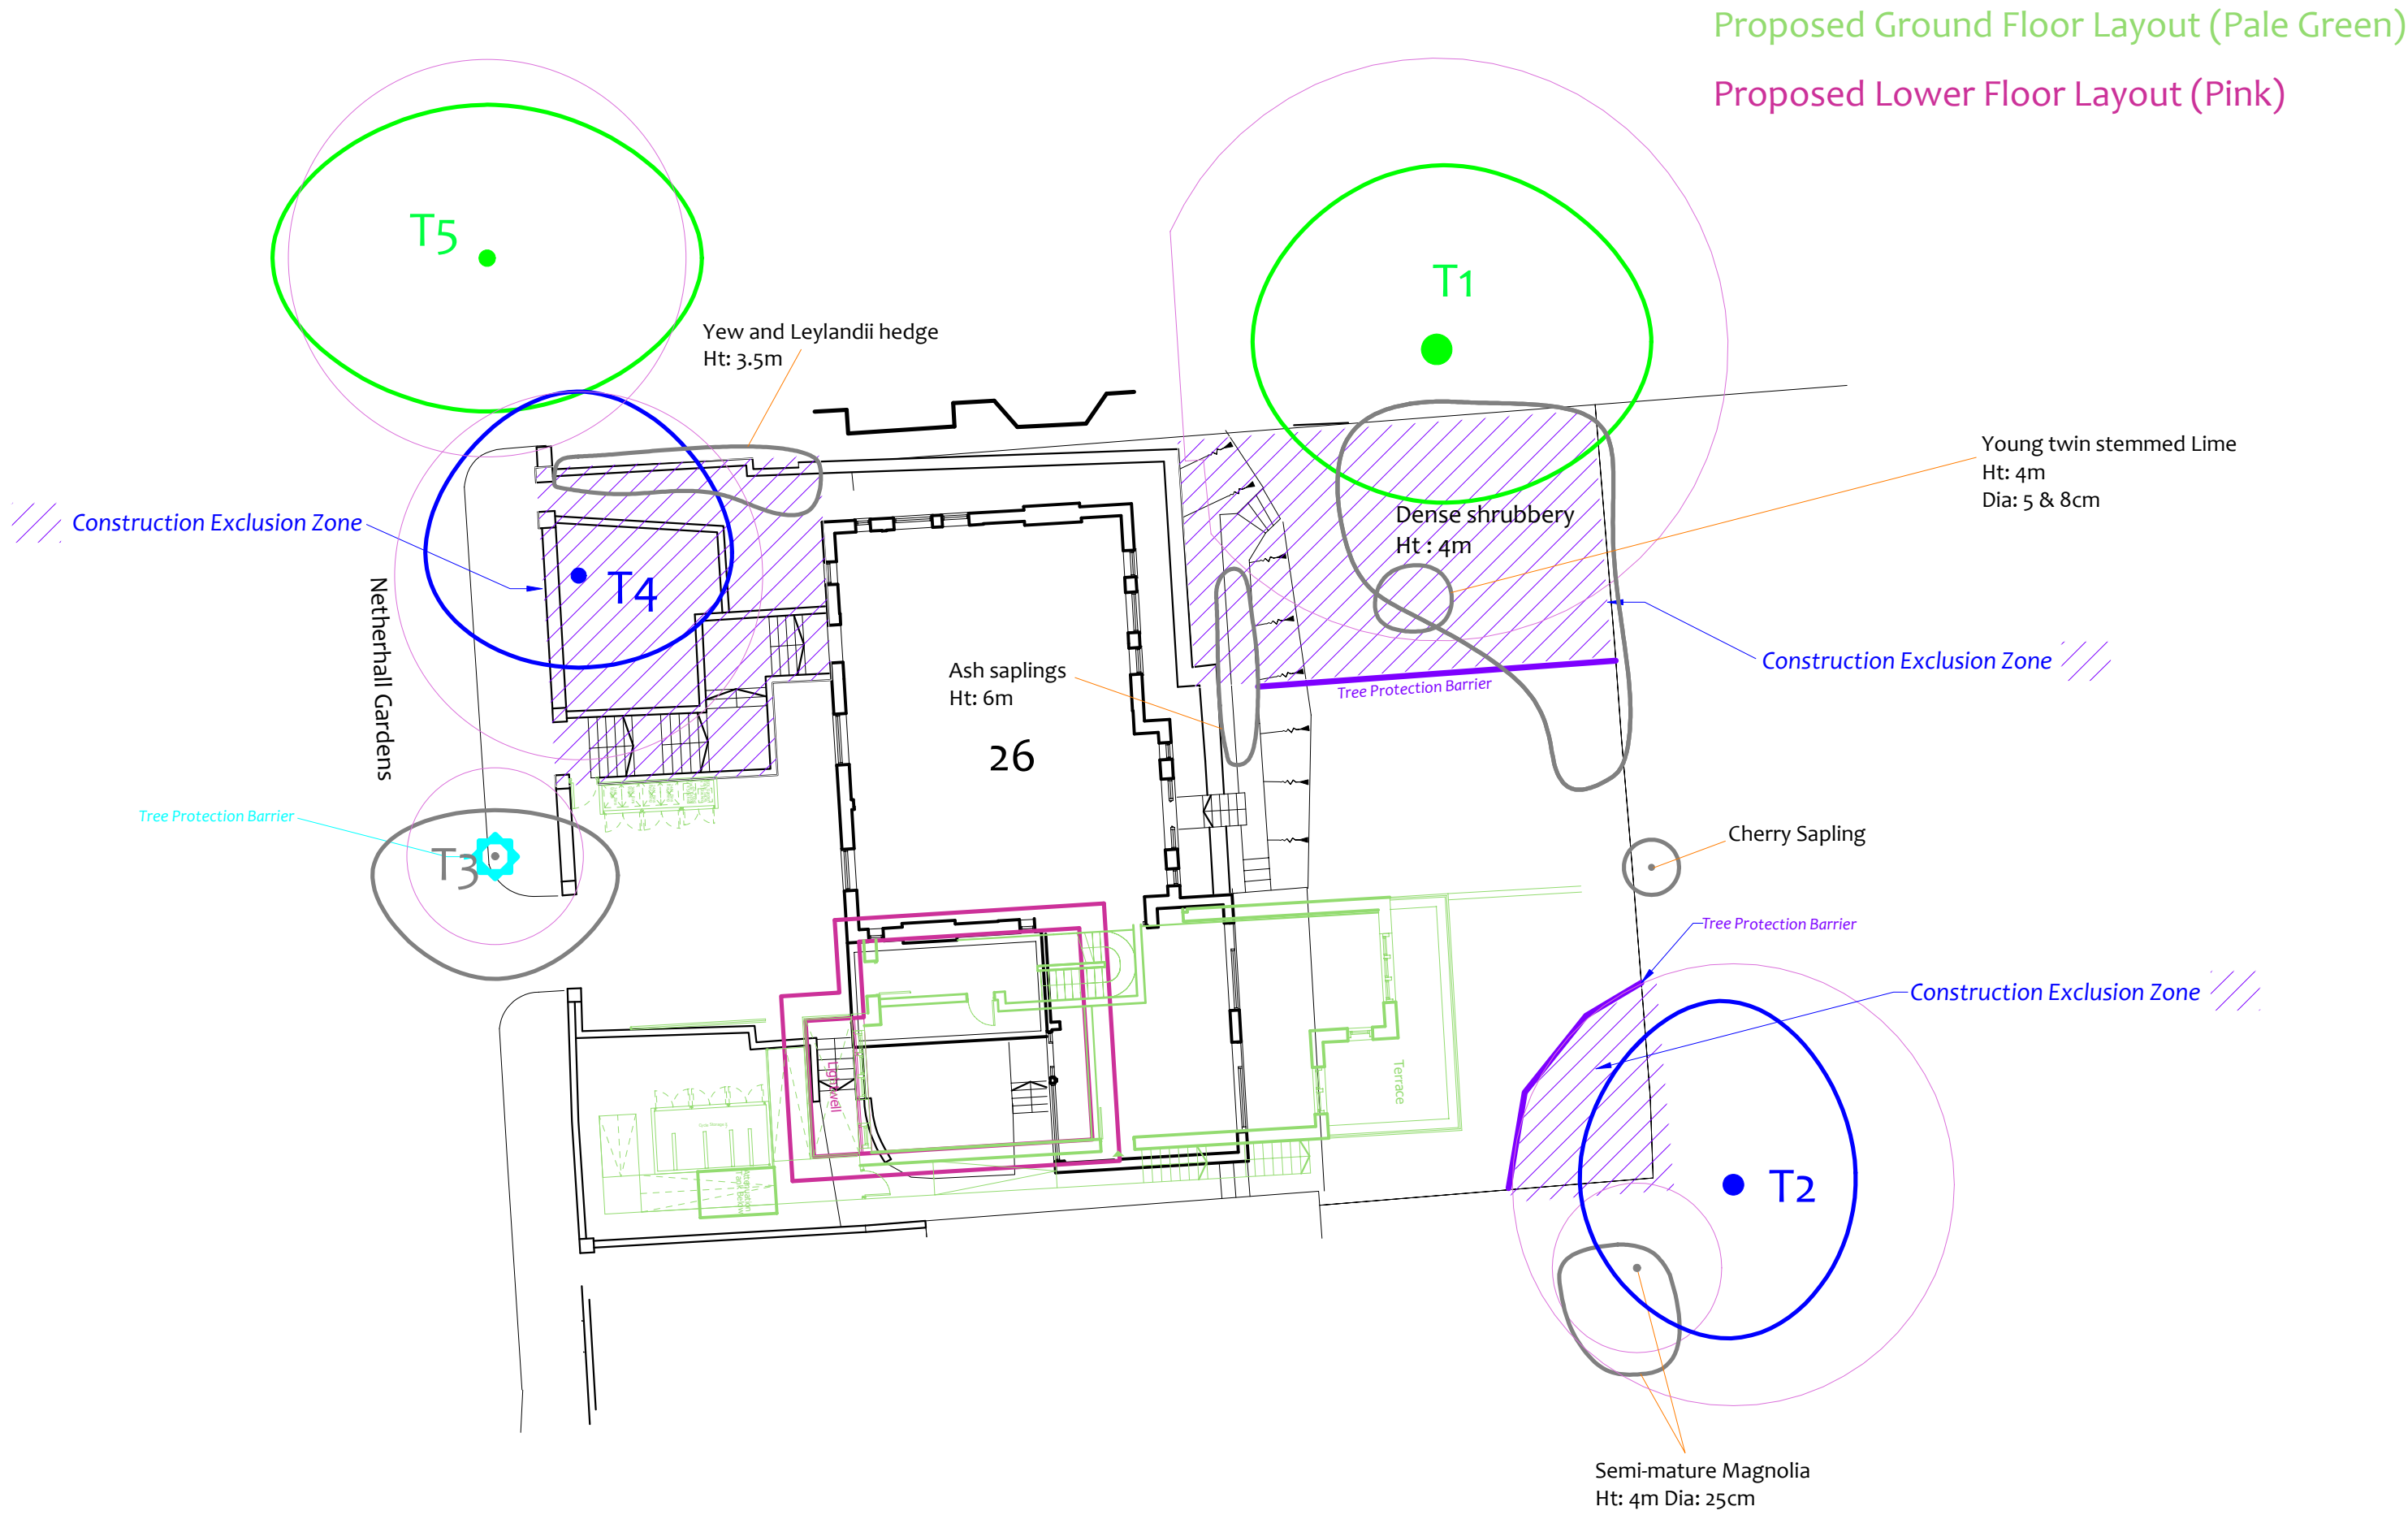 Proposed Ground Floor Layout (Pale Green)
Proposed Lower Floor Layout (Pink)
T5
T1
Yew and Leylandii hedge
Ht: 3.5m
Young twin stemmed Lime
Ht: 4m
Dia: 5 & 8cm
Construction Exclusion Zone
Dense shrubbery
Ht : 4m
T4
Netherhall Gardens
Construction Exclusion Zone
Ash saplings
Ht: 6m
Tree Protection Barrier
26
Tree Protection Barrier
T3
Cherry Sapling
Tree Protection Barrier
Construction Exclusion Zone
Lightwell
Terrace
T2
Semi-mature Magnolia
Ht: 4m Dia: 25cm